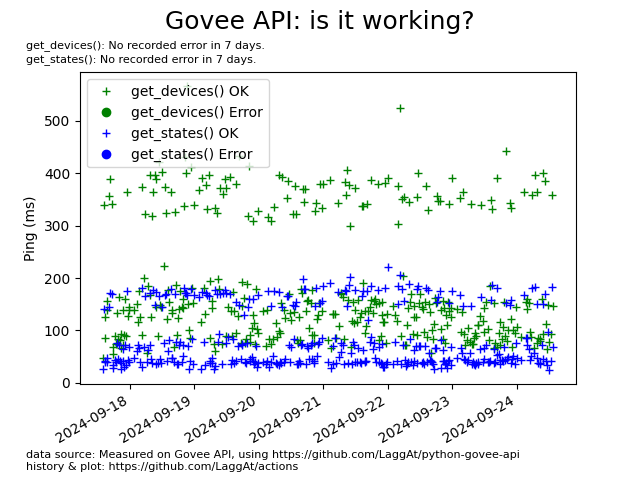 Govee API: is it working?
get_devices(): No recorded error in 7 days.
get_states(): No recorded error in 7 days.
get_devices() OK
get_devices() Error
get_states() OK
get_states() Error
500
400
300
200
100
0
Ping (ms)
2024-09-18
2024-09-19
2024-09-20
2024-09-21
2024-09-22
2024-09-23
2024-09-24
data source: Measured on Govee API, using https://github.com/LaggAt/python-govee-api
history & plot: https://github.com/LaggAt/actions